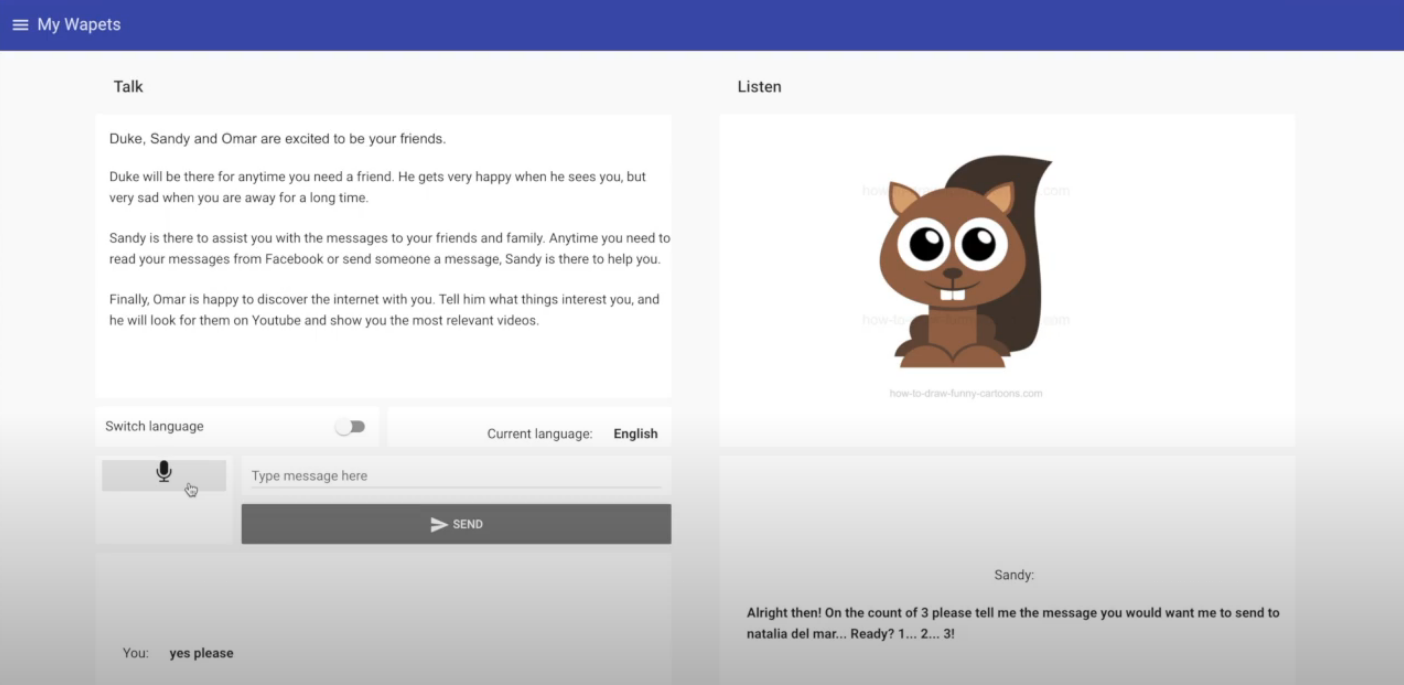 My Wapets
Talk
Duke, Sandy and Omar are excited to be your friends.
Duke will be there for anytime you need a friend. He gets very happy when he sees you, but
very sad when you are away for a long time.
Sandy is there to assist you with the messages to your friends and family. Anytime you need to
read your messages from Facebook or send someone a message, Sandy is there to help you.
Finally, Omar is happy to discover the internet with you. Tell him what things interest you, and
he will look for them on Youtube and show you the most relevant videos.
Switch language
Current language: English
Type message here
SEND
You: yes please
Listen
how-to-draw-funny-cartoons.com
Sandy:
Alright then! On the count of 3 please tell me the message you would want me to send to
natalia del mar... Ready? 1... 2... 3!